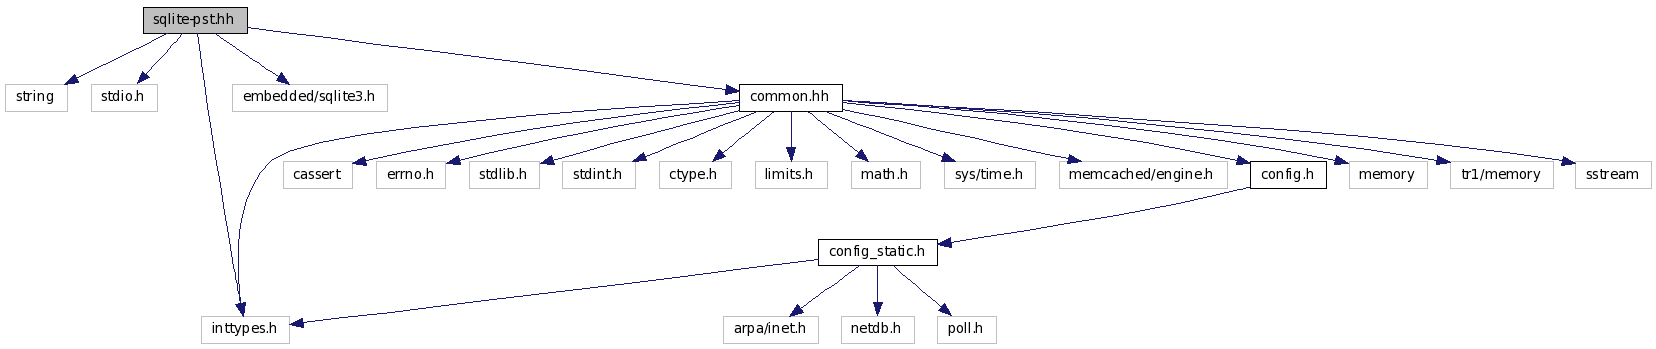 sqlite-pst.hh
string
stdio.h
embedded/sqlite3.h
common.hh
cassert
errno.h
stdlib.h
stdint.h
ctype.h
limits.h
math.h
sys/time.h
memcached/engine.h
config.h
memory
tr1/memory
sstream
config_static.h
inttypes.h
arpa/inet.h
netdb.h
poll.h